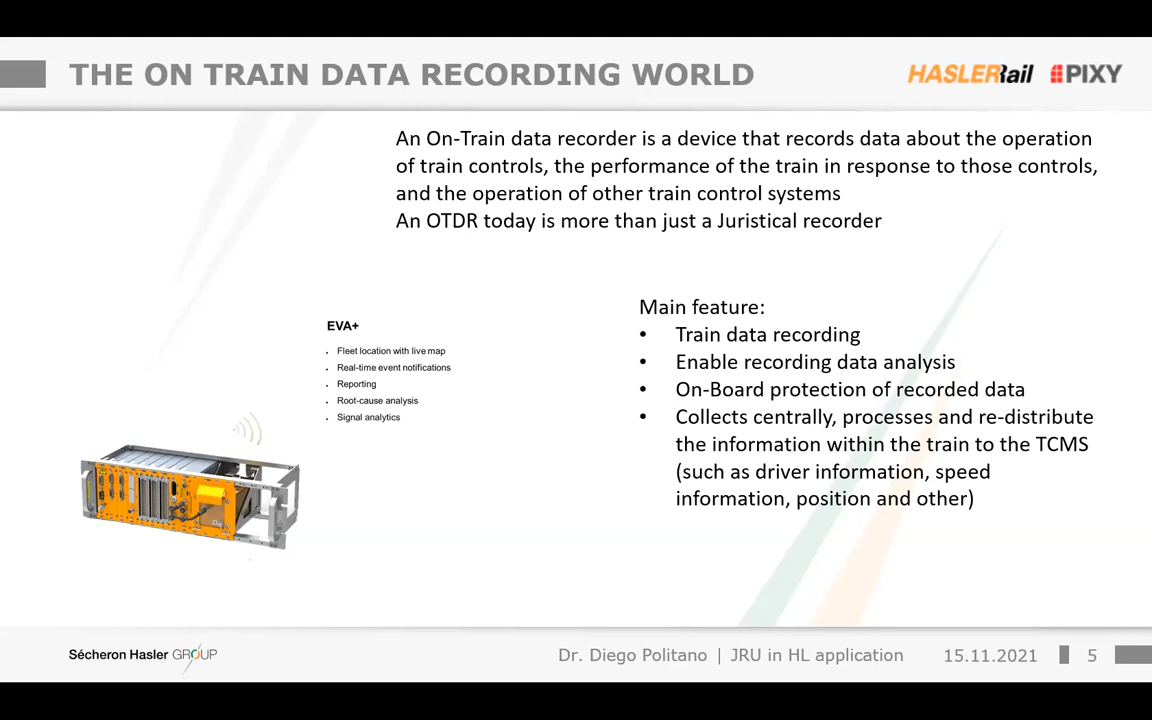 THE ON TRAIN DATA RECORDING WORLD
HASLERRail PIXY
An On-Train data recorder is a device that records data about the operation
of train controls, the performance of the train in response to those controls,
and the operation of other train control systems
An OTDR today is more than just a Juristical recorder
EVA+
• Fleet location with live map
• Real-time event notifications
• Reporting
• Root-cause analysis
• Signal analytics
Main feature:
• Train data recording
• Enable recording data analysis
• On-Board protection of recorded data
• Collects centrally, processes and re-distribute
the information within the train to the TCMS
(such as driver information, speed
information, position and other)
Sécheron Hasler GROUP
Dr. Diego Politano | JRU in HL application
15.11.2021
5